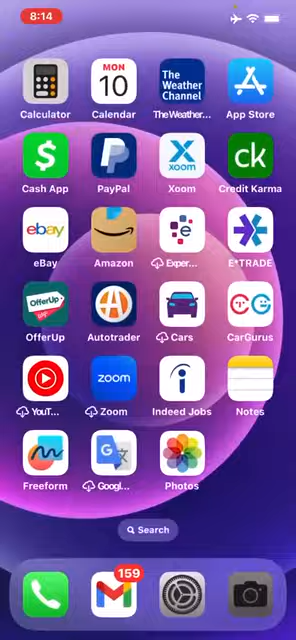 8:14
MON
10
The
Weather
Channel
Calculator
Calendar
TheWeather...
App Store
$
P
X
xoom
ck
Cash App
PayPal
Xoom
Credit Karma
ebay
e
eBay
Amazon
Exper...
E*TRADE
OfferUp
CG
OfferUp
Autotrader
Cars
CarGurus
zoom
i
YouT...
Zoom
Indeed Jobs
Notes
G
Freeform
Googl...
Photos
Search
159